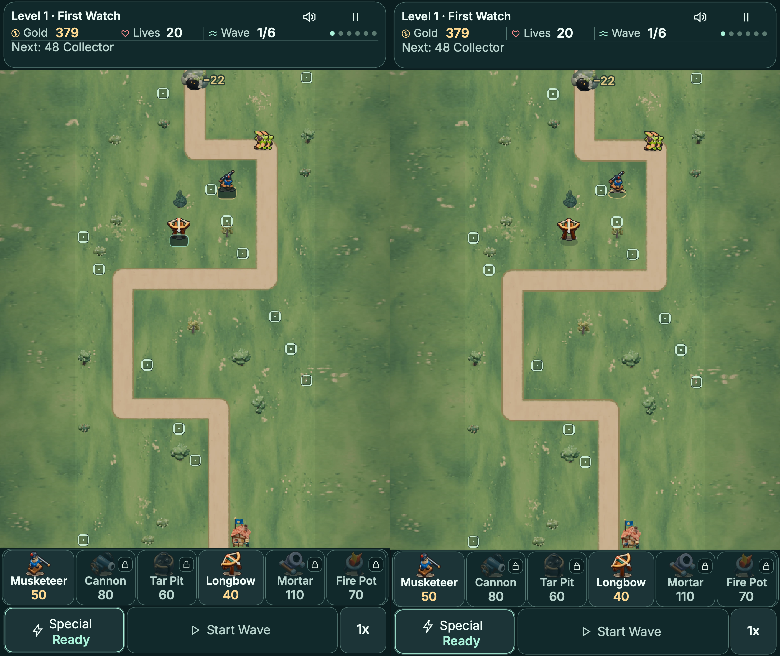 Level 1 · First Watch
Gold 379 Lives 20 Wave 1/6
Next: 48 Collector
-22
Musketeer 50
Cannon 80
Tar Pit 60
Longbow 40
Mortar 110
Fire Pot 70
Special Ready
Start Wave
1x
Level 1 · First Watch
Gold 379 Lives 20 Wave 1/6
Next: 48 Collector
-22
Musketeer 50
Cannon 80
Tar Pit 60
Longbow 40
Mortar 110
Fire Pot 70
Special Ready
Start Wave
1x